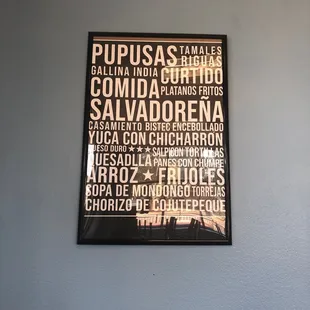 PUPUSAS TAMALES
RIGUAS
GALLINA INDIA CURTIDO
COMIDA PLATANOS FRITOS
SALVADOREÑA
CASAMIENTO BISTEC ENCEBOLLADO
YUCA CON CHICHARRON
QUESO DURO ★★★ SALPICON TORTILLAS
QUESADLLA PANES CON CHUMPE
ARROZ ★ FRIJOLES
SOPA DE MONDONGO TORREJAS
CHORIZO DE COJUTEPEQUE